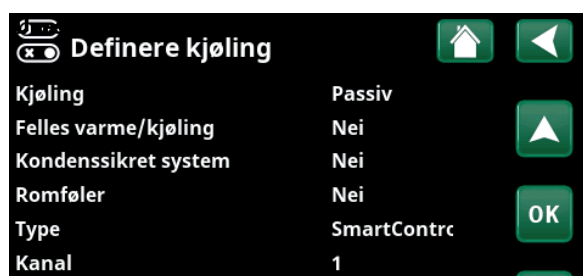 Definere kjøling
Kjøling Passiv
Felles varme/kjøling Nei
Kondenssikret system Nei
Romføler Nei
OK
Type SmartContrc
Kanal 1